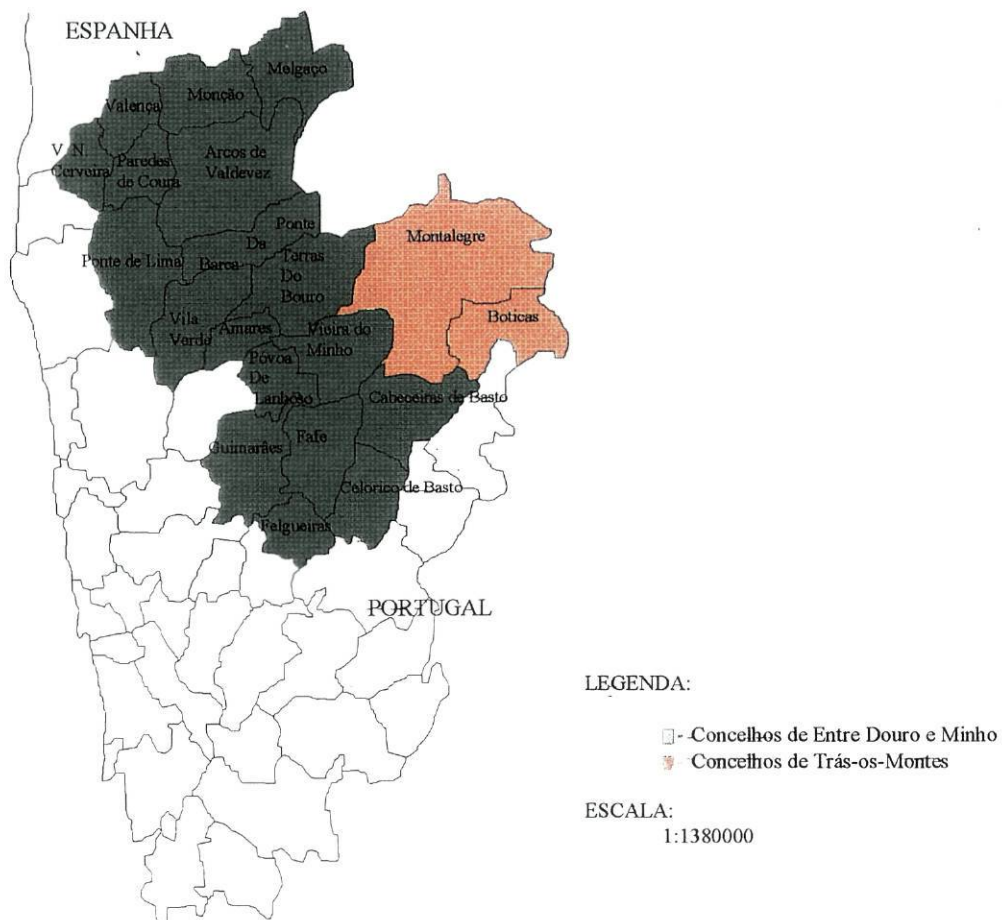 ESPANHA
Melgaço
Monção
Valença
V. N.
Cerveira
Paredes
de Coura
Arcos de
Valdevez
Ponte
Da
Barca
Ponte de Lima
Terras
Do
Bouro
Montalegre
Boticas
Vila
Verde
Amares
Vieira do
Minho
Póvoa
De
Lanhoso
Cabeceiras de Basto
Guimarães
Fafe
Celorico de Basto
Felgueiras
PORTUGAL
LEGENDA:
Concelhos de Entre Douro e Minho
Concelhos de Trás-os-Montes
ESCALA:
1:1380000